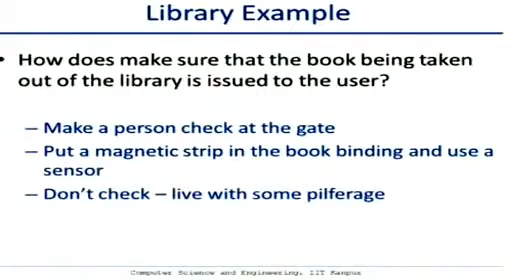 Library Example
• How does make sure that the book being taken
out of the library is issued to the user?
– Make a person check at the gate
– Put a magnetic strip in the book binding and use a
sensor
– Don't check – live with some pilferage
Computer Science and Engineering, IIT Kanpur